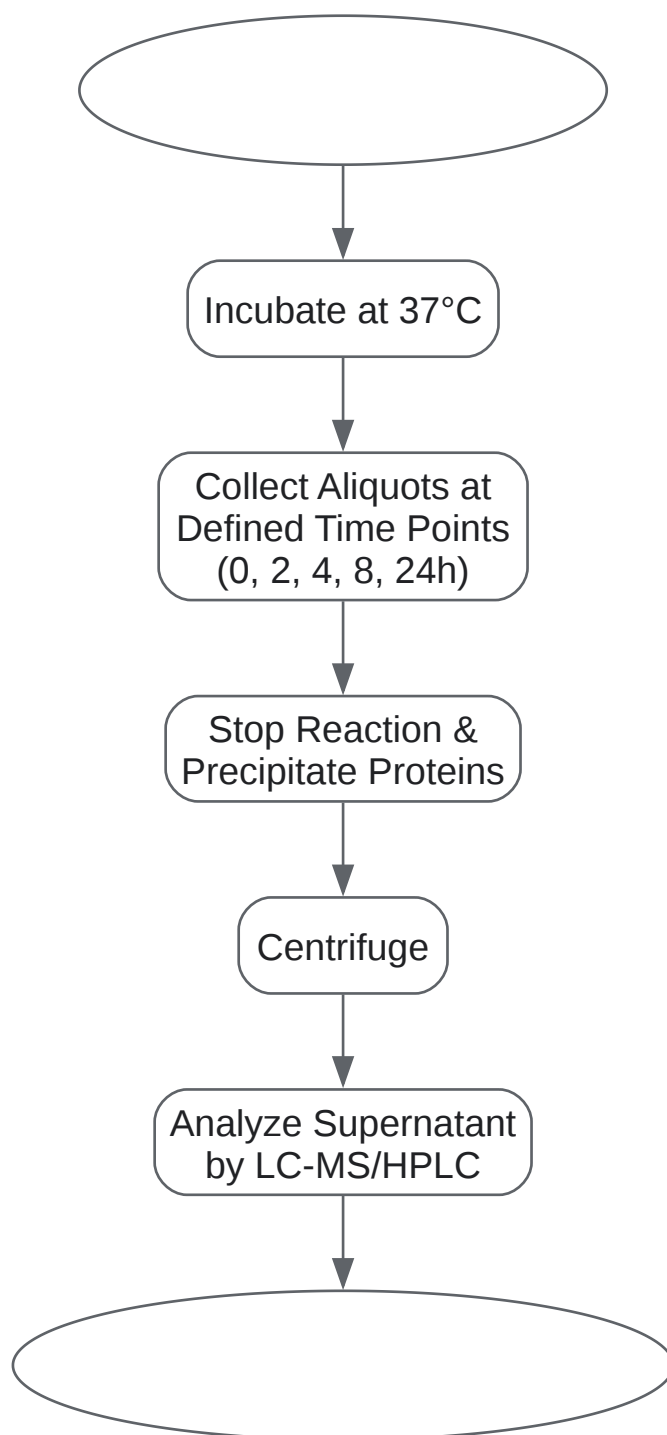 Incubate at 37°C
Collect Aliquots at
Defined Time Points
(0, 2, 4, 8, 24h)
Stop Reaction &
Precipitate Proteins
Centrifuge
Analyze Supernatant
by LC-MS/HPLC